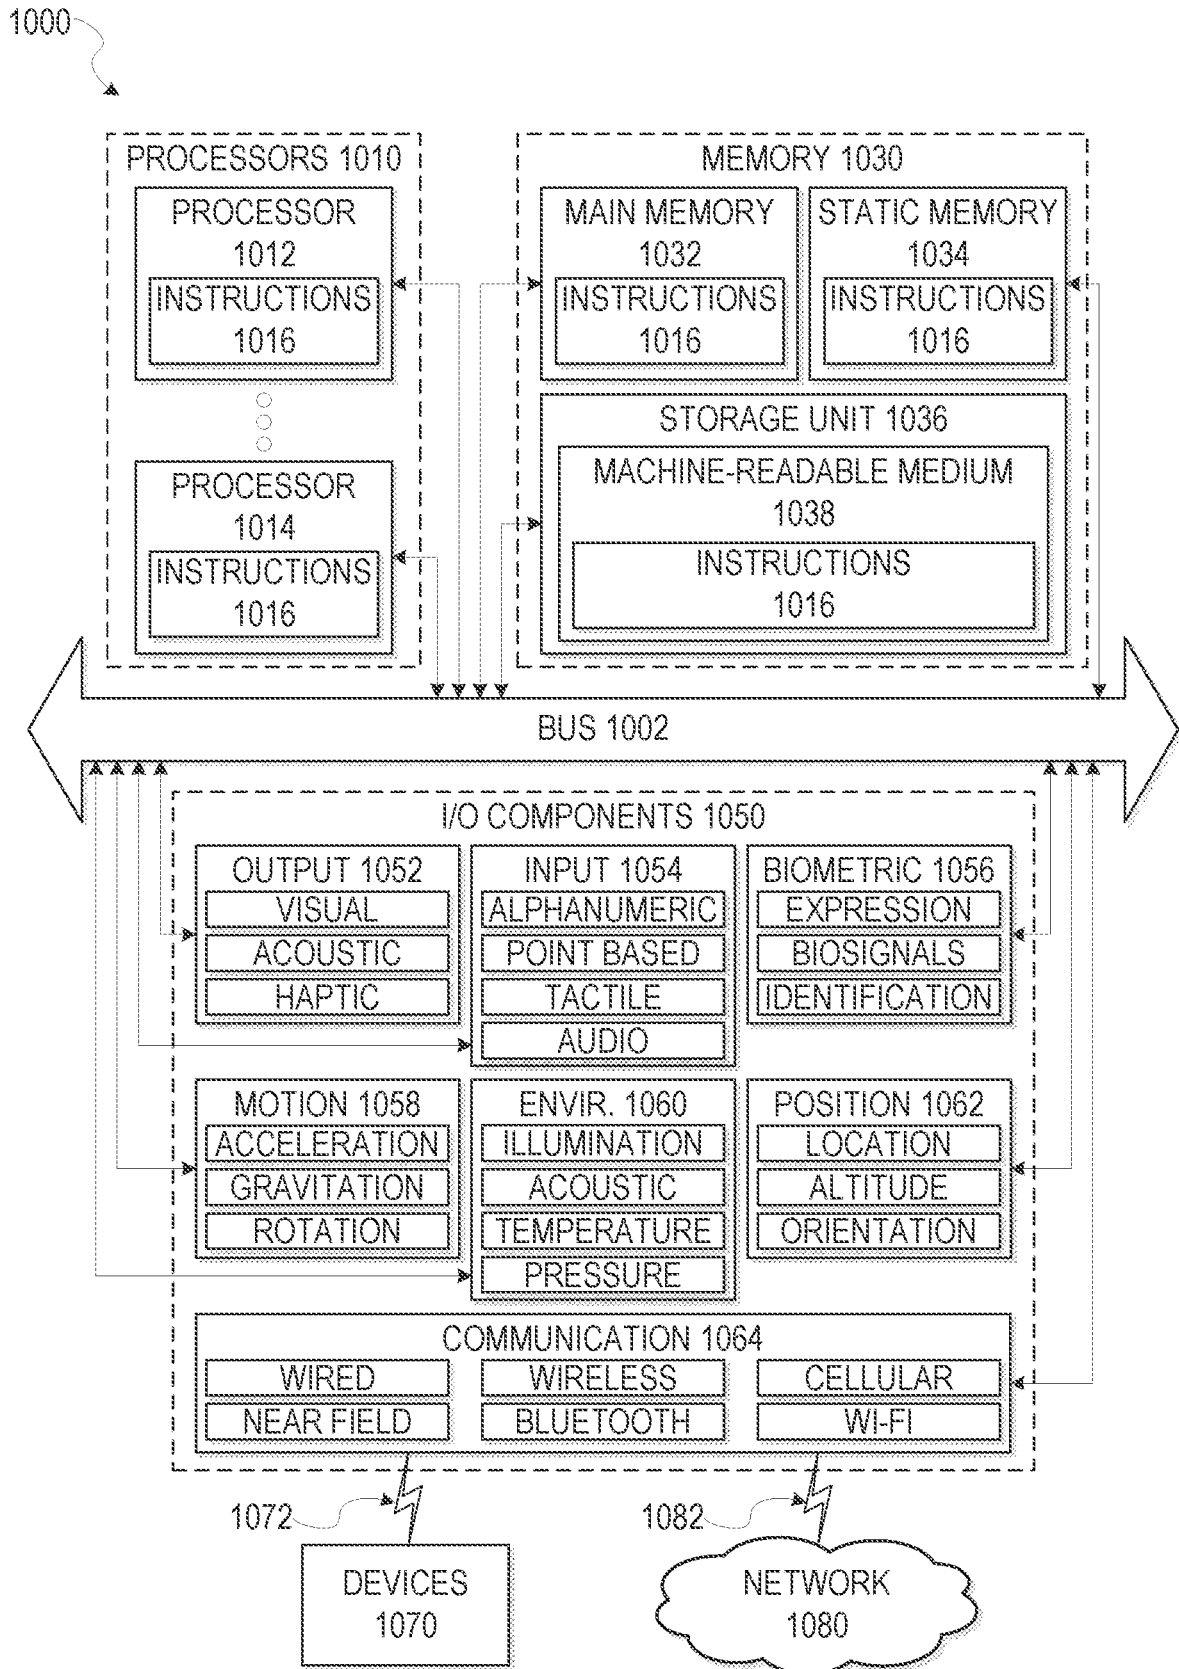 1000
PROCESSORS 1010
PROCESSOR
1012
INSTRUCTIONS
1016
PROCESSOR
1014
INSTRUCTIONS
1016
MEMORY 1030
MAIN MEMORY
1032
INSTRUCTIONS
1016
STATIC MEMORY
1034
INSTRUCTIONS
1016
STORAGE UNIT 1036
MACHINE-READABLE MEDIUM
1038
INSTRUCTIONS
1016
BUS 1002
I/O COMPONENTS 1050
OUTPUT 1052
VISUAL
ACOUSTIC
HAPTIC
INPUT 1054
ALPHANUMERIC
POINT BASED
TACTILE
AUDIO
BIOMETRIC 1056
EXPRESSION
BIOSIGNALS
IDENTIFICATION
MOTION 1058
ACCELERATION
GRAVITATION
ROTATION
ENVIR. 1060
ILLUMINATION
ACOUSTIC
TEMPERATURE
PRESSURE
POSITION 1062
LOCATION
ALTITUDE
ORIENTATION
COMMUNICATION 1064
WIRED
WIRELESS
CELLULAR
NEAR FIELD
BLUETOOTH
WI-FI
1072
1082
DEVICES
1070
NETWORK
1080